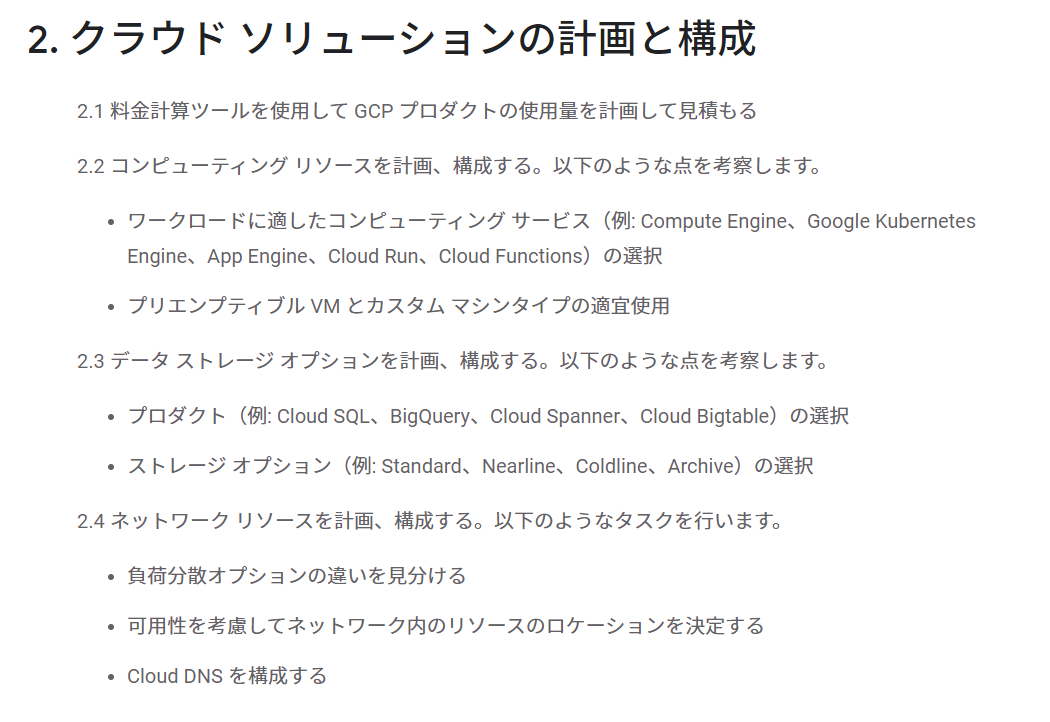 2. クラウド ソリューションの計画と構成
2.1 料金計算ツールを使用して GCP プロダクトの使用量を計画して見積もる
2.2 コンピューティング リソースを計画、構成する。以下のような点を考察します。
• ワークロードに適したコンピューティング サービス（例: Compute Engine、Google Kubernetes
Engine、App Engine、Cloud Run、Cloud Functions）の選択
• プリエンプティブル VM とカスタム マシンタイプの適宜使用
2.3 データ ストレージ オプションを計画、構成する。以下のような点を考察します。
• プロダクト（例: Cloud SQL、BigQuery、Cloud Spanner、Cloud Bigtable）の選択
• ストレージ オプション（例: Standard、Nearline、Coldline、Archive）の選択
2.4 ネットワーク リソースを計画、構成する。以下のようなタスクを行います。
• 負荷分散オプションの違いを見分ける
• 可用性を考慮してネットワーク内のリソースのロケーションを決定する
• Cloud DNS を構成する